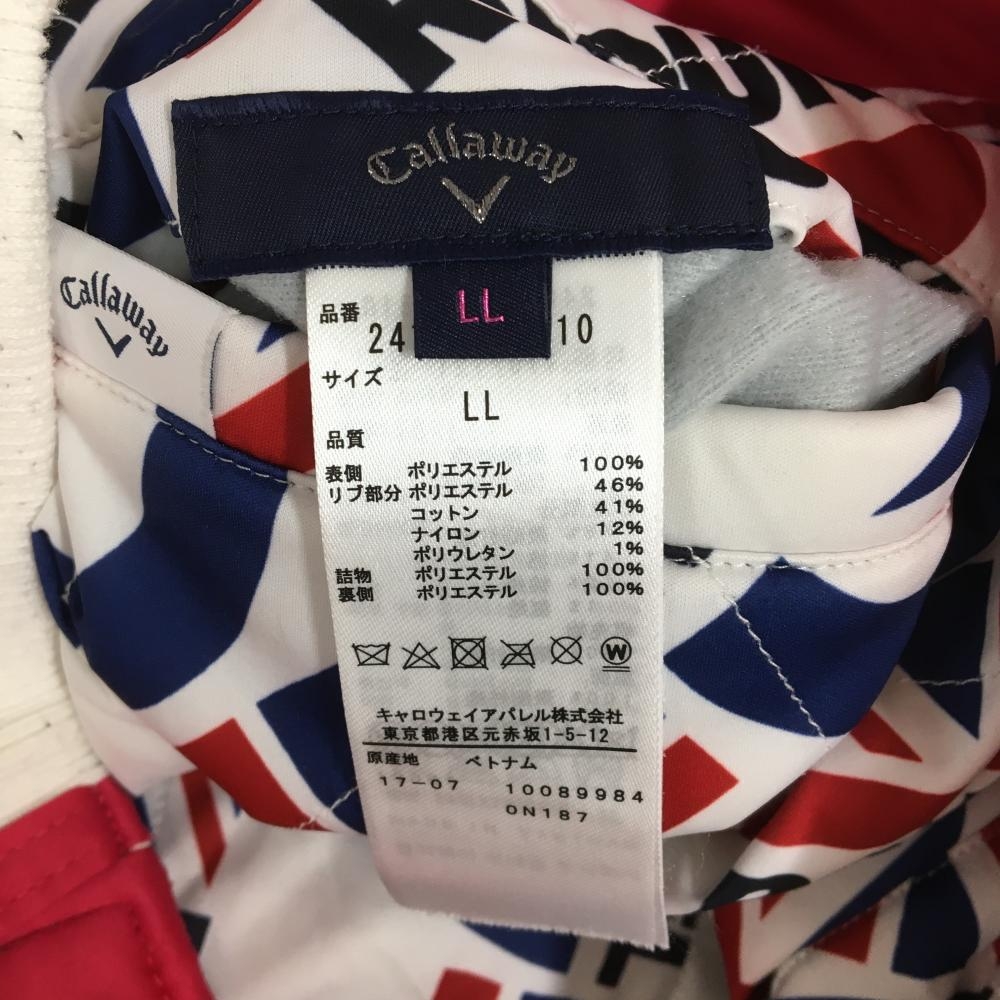 Callaway
Callaway
LL
品番
24 10
サイズ
LL
品質
表側 ポリエステル 100%
リブ部分 ポリエステル 46%
コットン 41%
ナイロン 12%
ポリウレタン 1%
詰物 ポリエステル 100%
裏側 ポリエステル 100%
W
キャロウェイアパレル株式会社
東京都港区元赤坂1-5-12
原産地 ベトナム
17-07 10089984
0N187